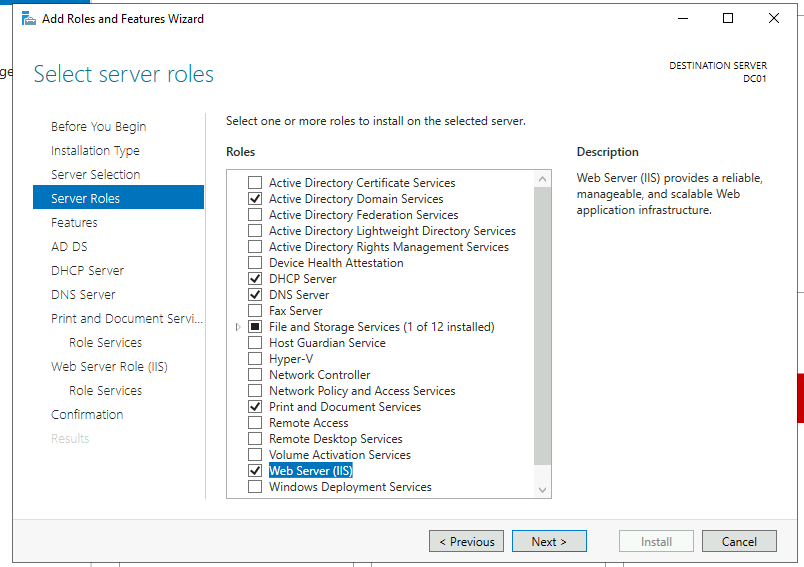 Add Roles and Features Wizard
ge
Select server roles
DESTINATION SERVER
DC01
Before You Begin
Installation Type
Server Selection
Server Roles
Features
AD DS
DHCP Server
DNS Server
Print and Document Servi...
Role Services
Web Server Role (IIS)
Role Services
Confirmation
Results
Select one or more roles to install on the selected server.
Roles
Active Directory Certificate Services
Active Directory Domain Services
Active Directory Federation Services
Active Directory Lightweight Directory Services
Active Directory Rights Management Services
Device Health Attestation
DHCP Server
DNS Server
Fax Server
File and Storage Services (1 of 12 installed)
Host Guardian Service
Hyper-V
Network Controller
Network Policy and Access Services
Print and Document Services
Remote Access
Remote Desktop Services
Volume Activation Services
Web Server (IIS)
Windows Deployment Services
Description
Web Server (IIS) provides a reliable,
manageable, and scalable Web
application infrastructure.
< Previous
Next >
Install
Cancel